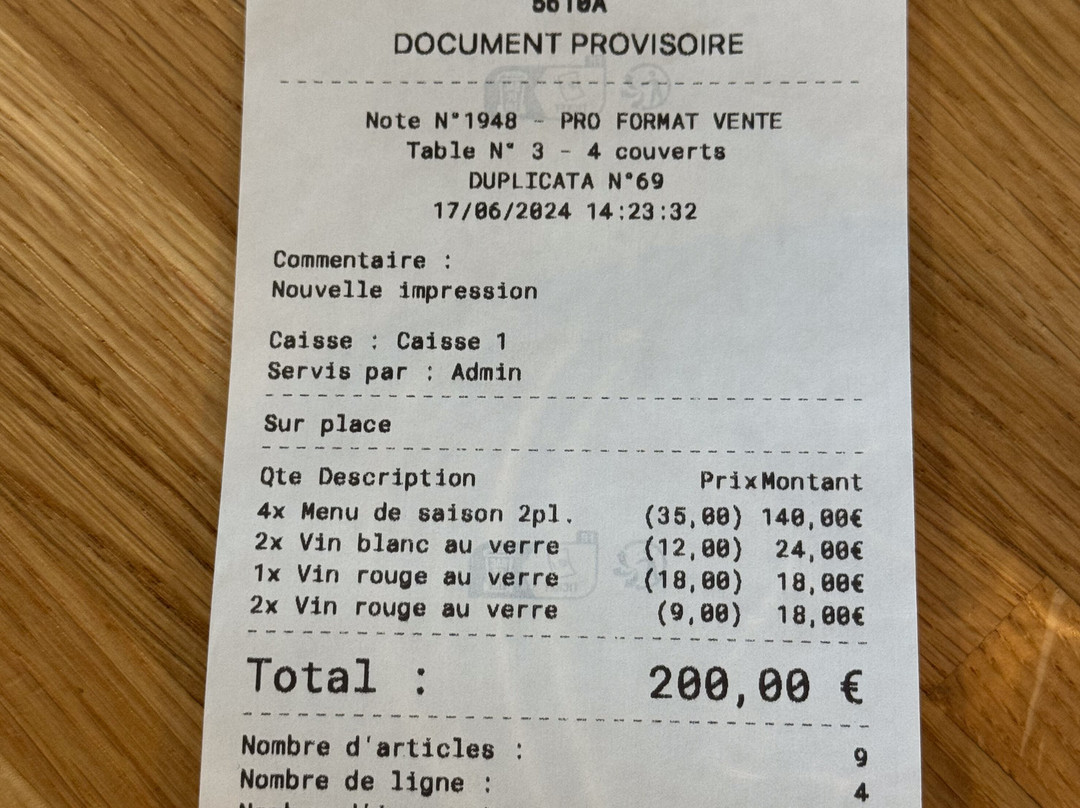 5610A
DOCUMENT PROVISOIRE
Note N°1948 - PRO FORMAT VENTE
Table N° 3 - 4 couverts
DUPLICATA N°69
17/06/2024 14:23:32
Commentaire :
Nouvelle impression
Caisse : Caisse 1
Servis par : Admin
Sur place
Qte Description PrixMontant
4x Menu de saison 2pl. (35,00) 140,00€
2x Vin blanc au verre (12,00) 24,00€
1x Vin rouge au verre (18,00) 18,00€
2x Vin rouge au verre (9,00) 18,00€
Total : 200,00 €
Nombre d'articles : 9
Nombre de ligne : 4